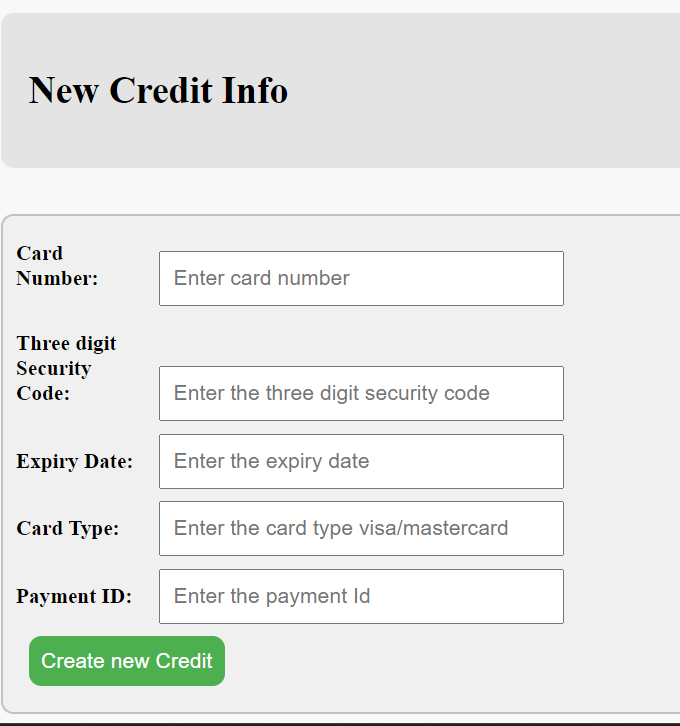 New Credit Info
Card
Number:
Enter card number
Three digit
Security
Code:
Enter the three digit security code
Expiry Date:
Enter the expiry date
Card Type:
Enter the card type visa/mastercard
Payment ID:
Enter the payment Id
Create new Credit